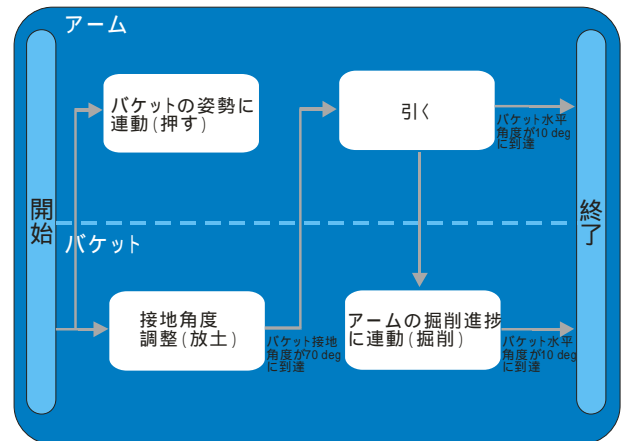 アーム
バケットの姿勢に
連動(押す)
引く
バケット水平
角度が10 deg
に到達
開始
終了
バケット
接地角度
調整(放土)
バケット接地
角度が70 deg
に到達
アームの掘削進捗
に連動(掘削)
バケット水平
角度が10 deg
に到達